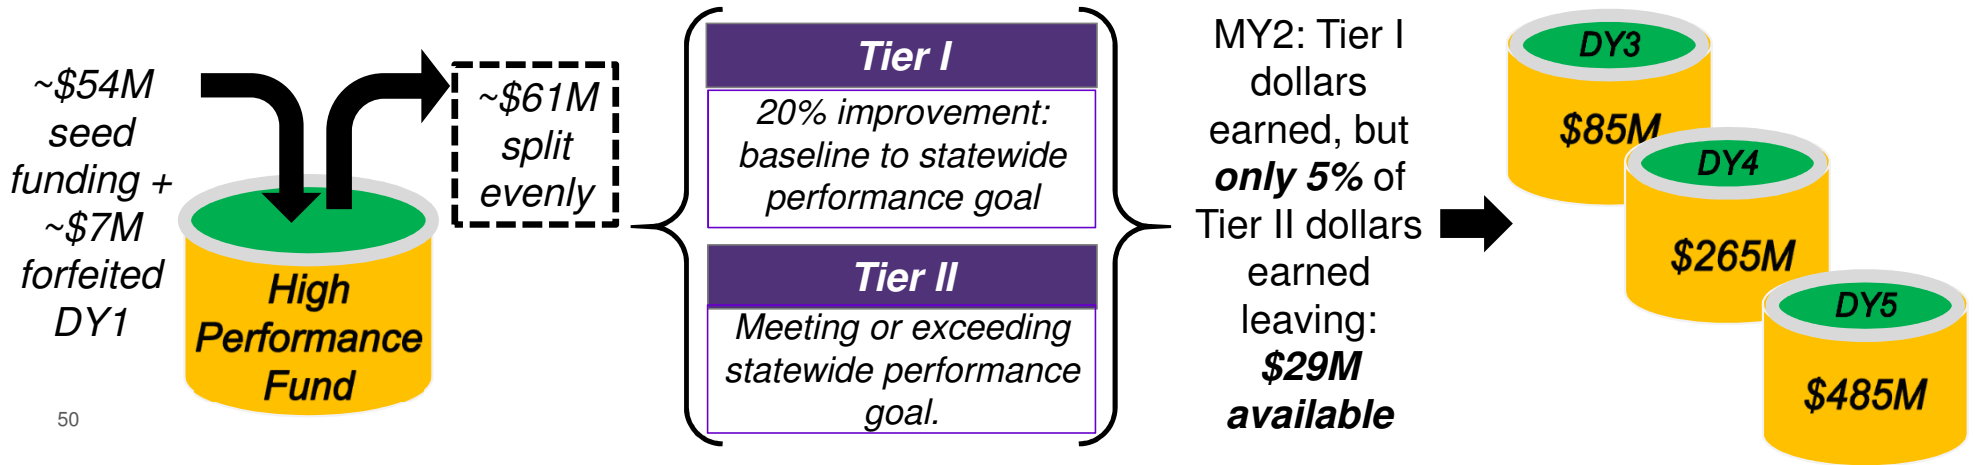 ~$54M
seed
funding +
~$7M
forfeited
DY1
High
Performance
Fund
~$61M
split
evenly
Tier I
20% improvement:
baseline to statewide
performance goal
Tier II
Meeting or exceeding
statewide performance
goal.
MY2: Tier I
dollars
earned, but
only 5% of
Tier II dollars
earned
leaving:
$29M
available
DY3
$85M
DY4
$265M
DY5
$485M
50